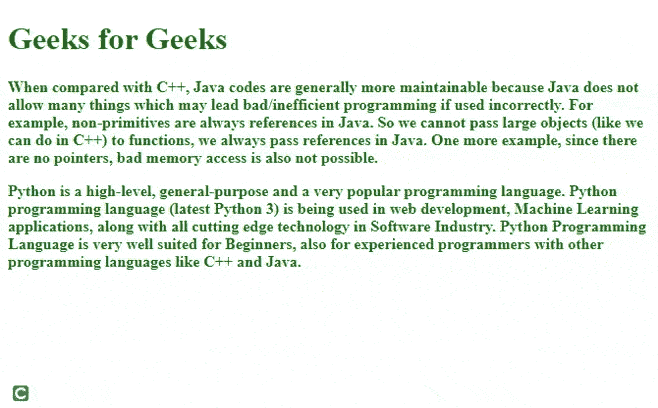 Geeks for Geeks
When compared with C++, Java codes are generally more maintainable because Java does not
allow many things which may lead bad/inefficient programming if used incorrectly. For
example, non-primitives are always references in Java. So we cannot pass large objects (like we
can do in C++) to functions, we always pass references in Java. One more example, since there
are no pointers, bad memory access is also not possible.
Python is a high-level, general-purpose and a very popular programming language. Python
programming language (latest Python 3) is being used in web development, Machine Learning
applications, along with all cutting edge technology in Software Industry. Python Programming
Language is very well suited for Beginners, also for experienced programmers with other
programming languages like C++ and Java.
C